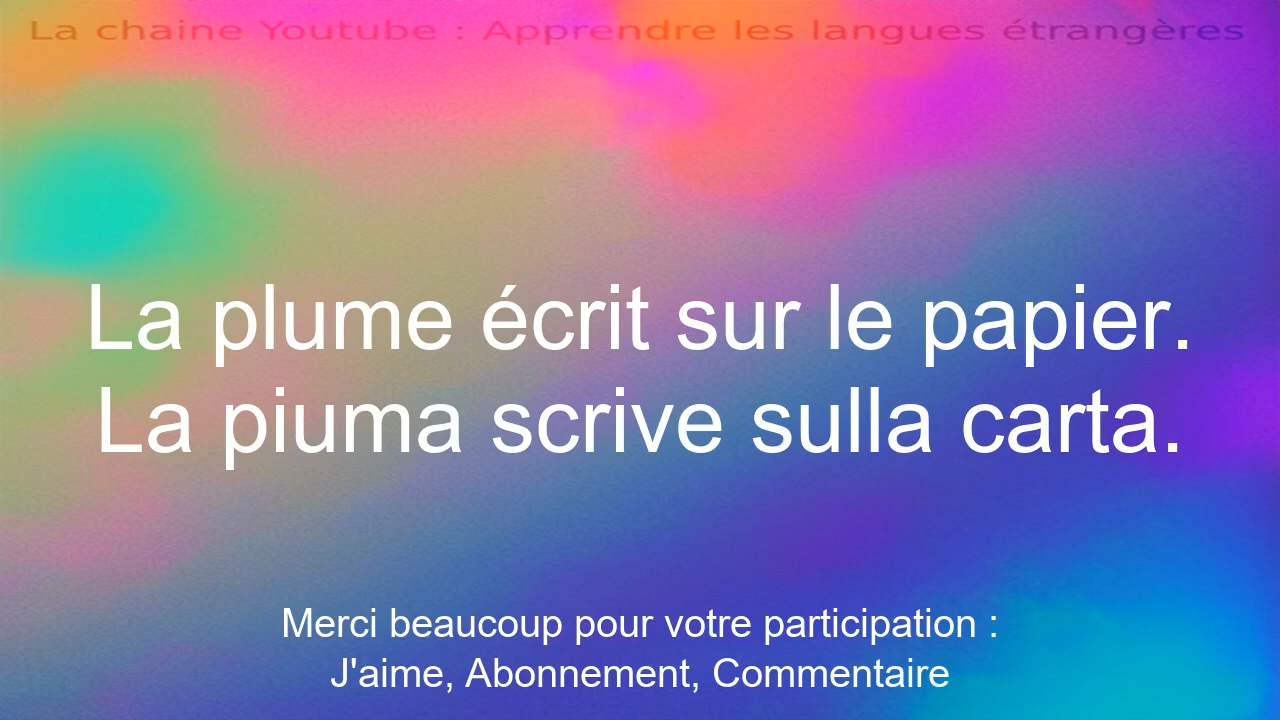 La chaine Youtube : Apprendre les langues étrangères
La plume écrit sur le papier.
La piuma scrive sulla carta.
Merci beaucoup pour votre participation :
J'aime, Abonnement, Commentaire